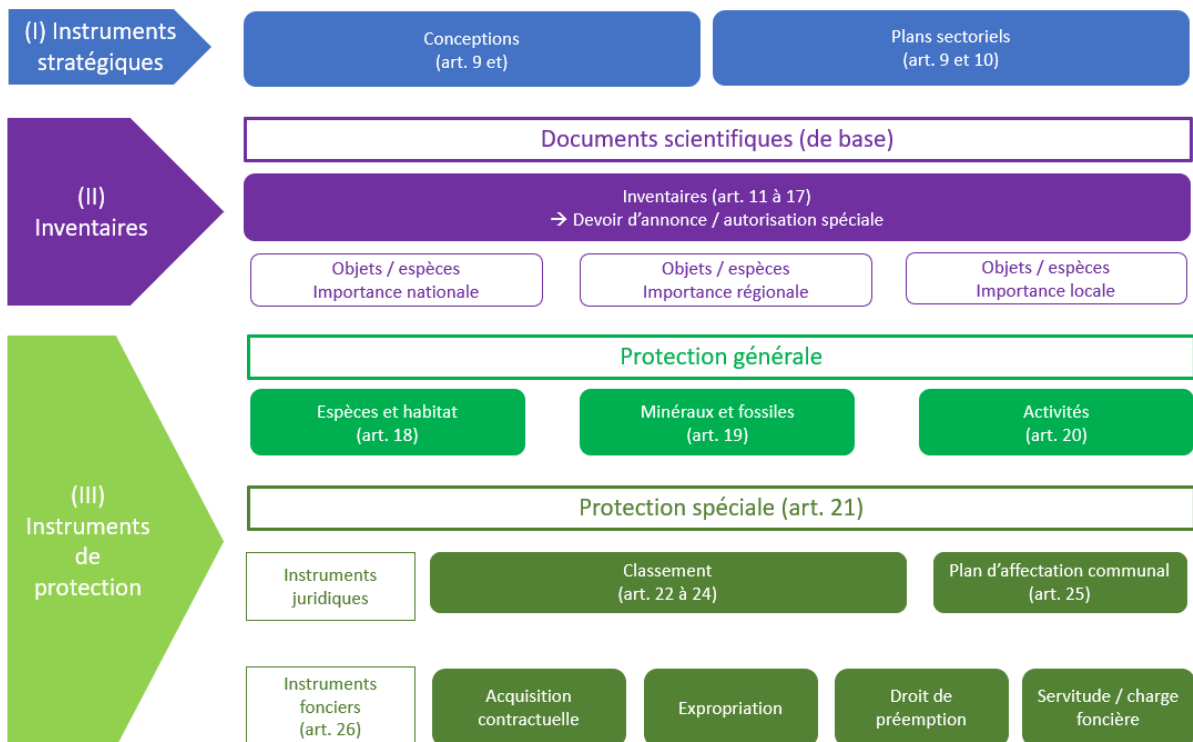 (I) Instruments
stratégiques
Conceptions
(art. 9 et)
Plans sectoriels
(art. 9 et 10)
(II)
Inventaires
Documents scientifiques (de base)
Inventaires (art. 11 à 17)
→ Devoir d’annonce / autorisation spéciale
Objets / espèces
Importance nationale
Objets / espèces
Importance régionale
Objets / espèces
Importance locale
(III)
Instruments
de
protection
Protection générale
Espèces et habitat
(art. 18)
Minéraux et fossiles
(art. 19)
Activités
(art. 20)
Protection spéciale (art. 21)
Instruments
juridiques
Classement
(art. 22 à 24)
Plan d’affectation communal
(art. 25)
Instruments
fonciers
(art. 26)
Acquisition
contractuelle
Expropriation
Droit de
préemption
Servitude / charge
foncière